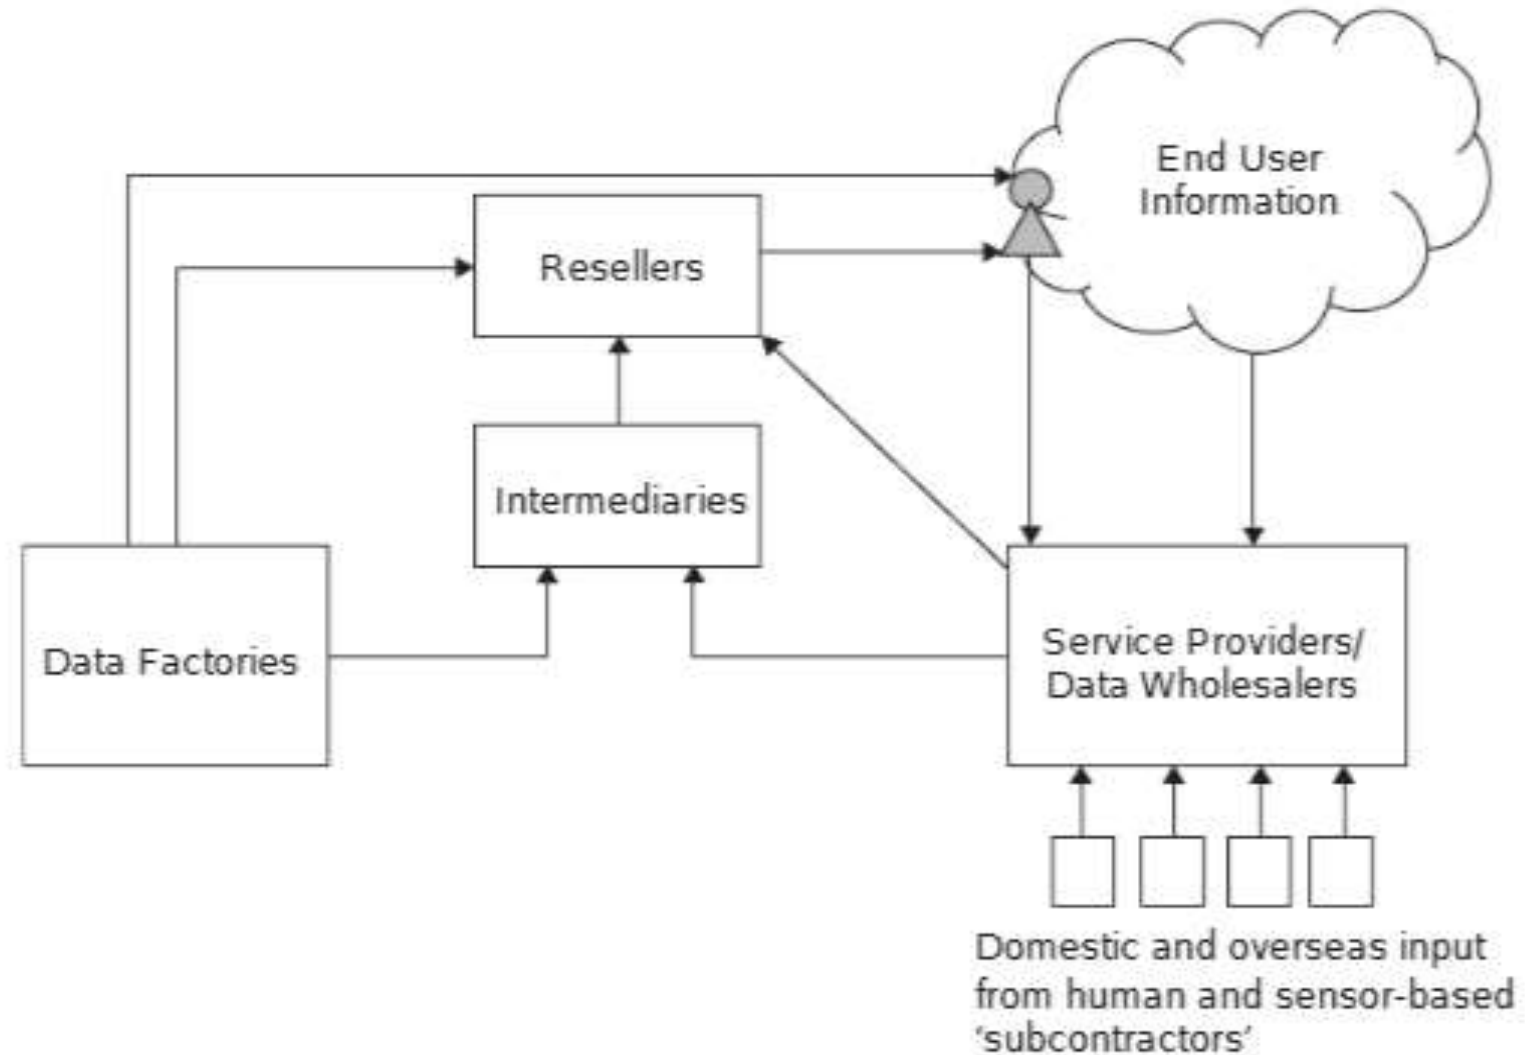 End User
Information
Resellers
Intermediaries
Data Factories
Service Providers/
Data Wholesalers
Domestic and overseas input
from human and sensor-based
‘subcontractors’